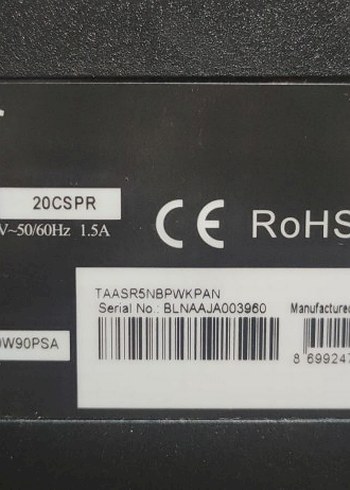 20CSPR
V~50/60Hz 1.5A
CE RoHS
TAASR5NBPWKPAN
Serial No.: BLNAAJA003960
Manufactured
W90PSA
8 699247